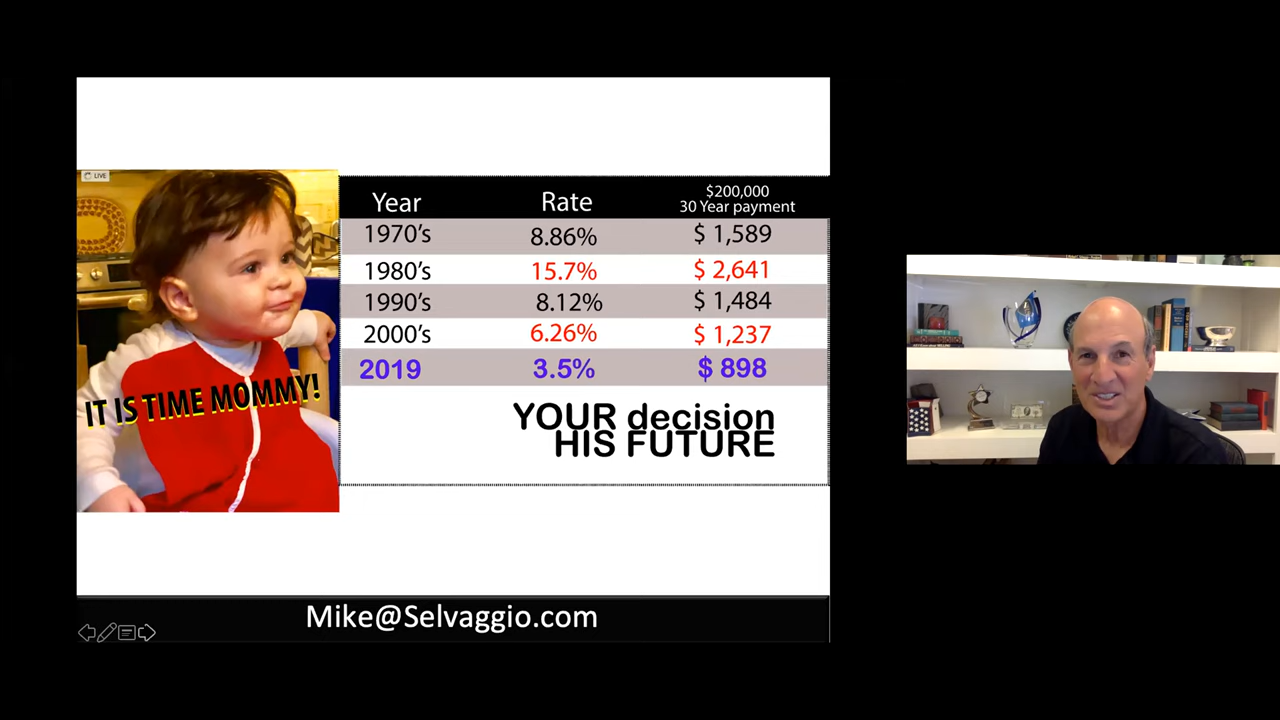 LIVE
IT IS TIME MOMMY!
Year Rate $200,000
30 Year payment
1970’s 8.86% $ 1,589
1980’s 15.7% $ 2,641
1990’s 8.12% $ 1,484
2000’s 6.26% $ 1,237
2019 3.5% $ 898
YOUR decision
HIS FUTURE
Mike@Selvaggio.com